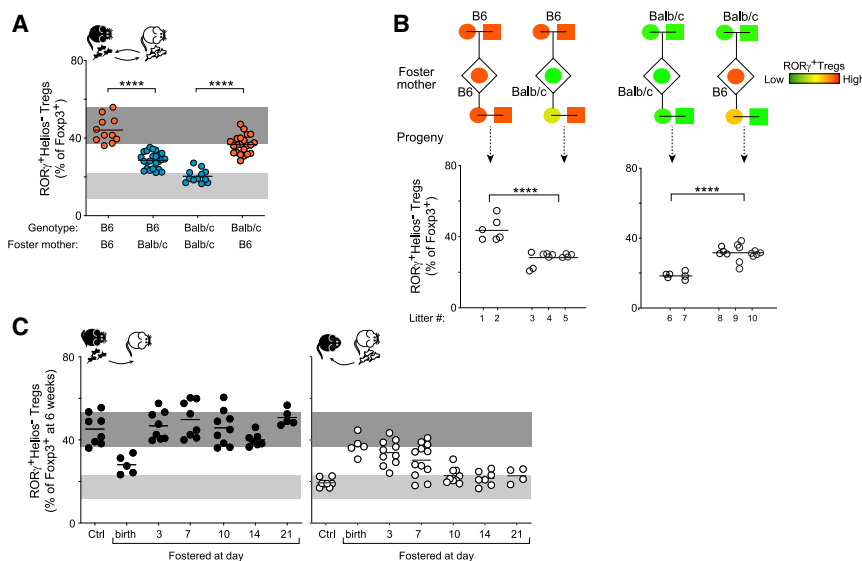 A
80
40
0
RORγ+Helios- Tregs
(% of Foxp3+)
****
****
Genotype: B6 B6 Balb/c Balb/c
Foster mother: B6 Balb/c Balb/c B6
B
B6 B6 Balb/c Balb/c
Foster
mother
B6 Balb/c Balb/c B6
Progeny
RORγ+Tregs
Low High
RORγ+Helios- Tregs
(% of Foxp3+)
80
40
0
****
80
40
0
****
Litter #: 1 2 3 4 5 6 7 8 9 10
C
RORγ+Helios- Tregs
(% of Foxp3+ at 6 weeks)
80
40
0
Ctrl birth 3 7 10 14 21
Fostered at day
80
40
0
Ctrl birth 3 7 10 14 21
Fostered at day